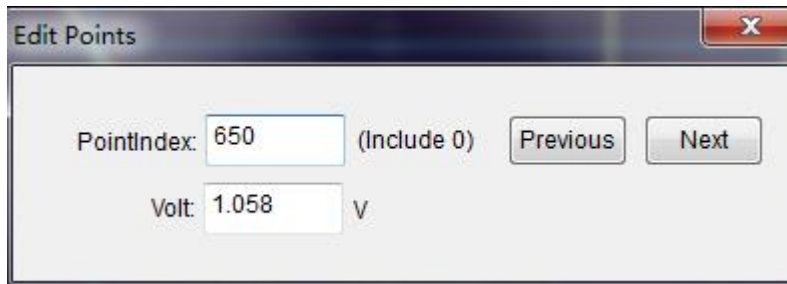 Edit Points
PointIndex: 650 (Include 0) Previous Next
Volt: 1.058 V